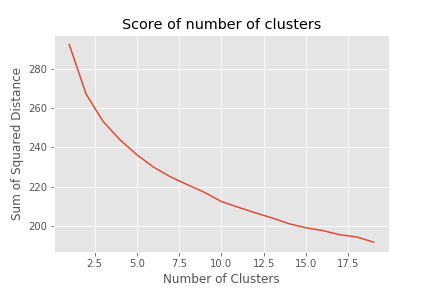 Score of number of clusters
Sum of Squared Distance
280
260
240
220
200
2.5 5.0 7.5 10.0 12.5 15.0 17.5
Number of Clusters